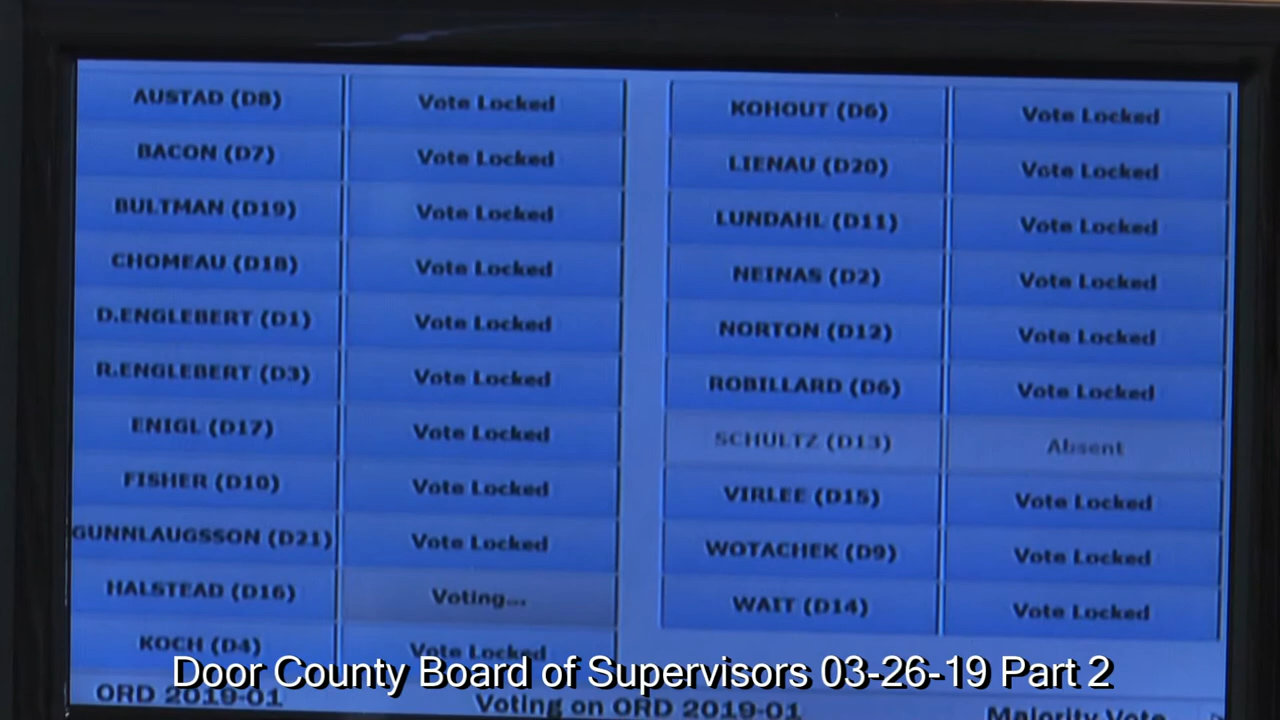 AUSTAD (D8) Vote Locked
BACON (D7) Vote Locked
BULTMAN (D19) Vote Locked
CHOMEAU (D18) Vote Locked
D.ENGLEBERT (D1) Vote Locked
R.ENGLEBERT (D3) Vote Locked
ENIGL (D17) Vote Locked
FISHER (D10) Vote Locked
GUNNLAUGSSON (D21) Vote Locked
HALSTEAD (D16) Voting...
KOCH (D4) Vote Locked
KOHOUT (D6) Vote Locked
LIENAU (D20) Vote Locked
LUNDAHL (D11) Vote Locked
NEINAS (D2) Vote Locked
NORTON (D12) Vote Locked
ROBILLARD (D6) Vote Locked
SCHULTZ (D13) Absent
VIRLEE (D15) Vote Locked
WOTACHEK (D9) Vote Locked
WAIT (D14) Vote Locked
ORD 2019-01 Voting on ORD 2019-01 Majority Vote
Door County Board of Supervisors 03-26-19 Part 2